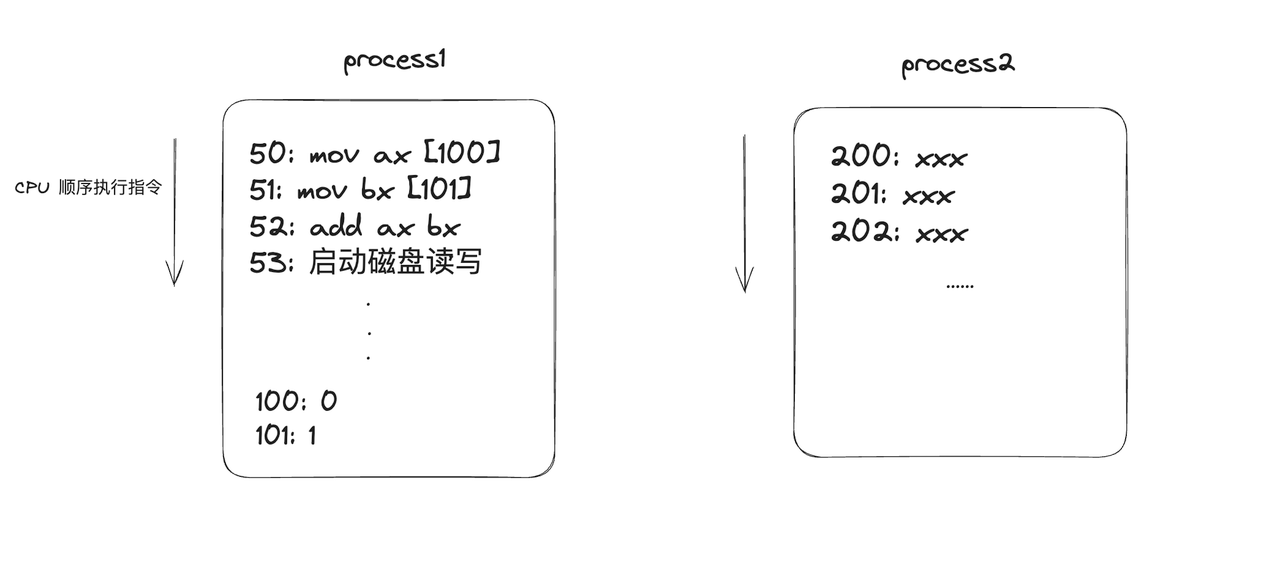 process1
CPU 顺序执行指令
50: mov ax [100]
51: mov bx [101]
52: add ax bx
53: 启动磁盘读写
.
.
.
100: 0
101: 1
process2
200: xxx
201: xxx
202: xxx
......